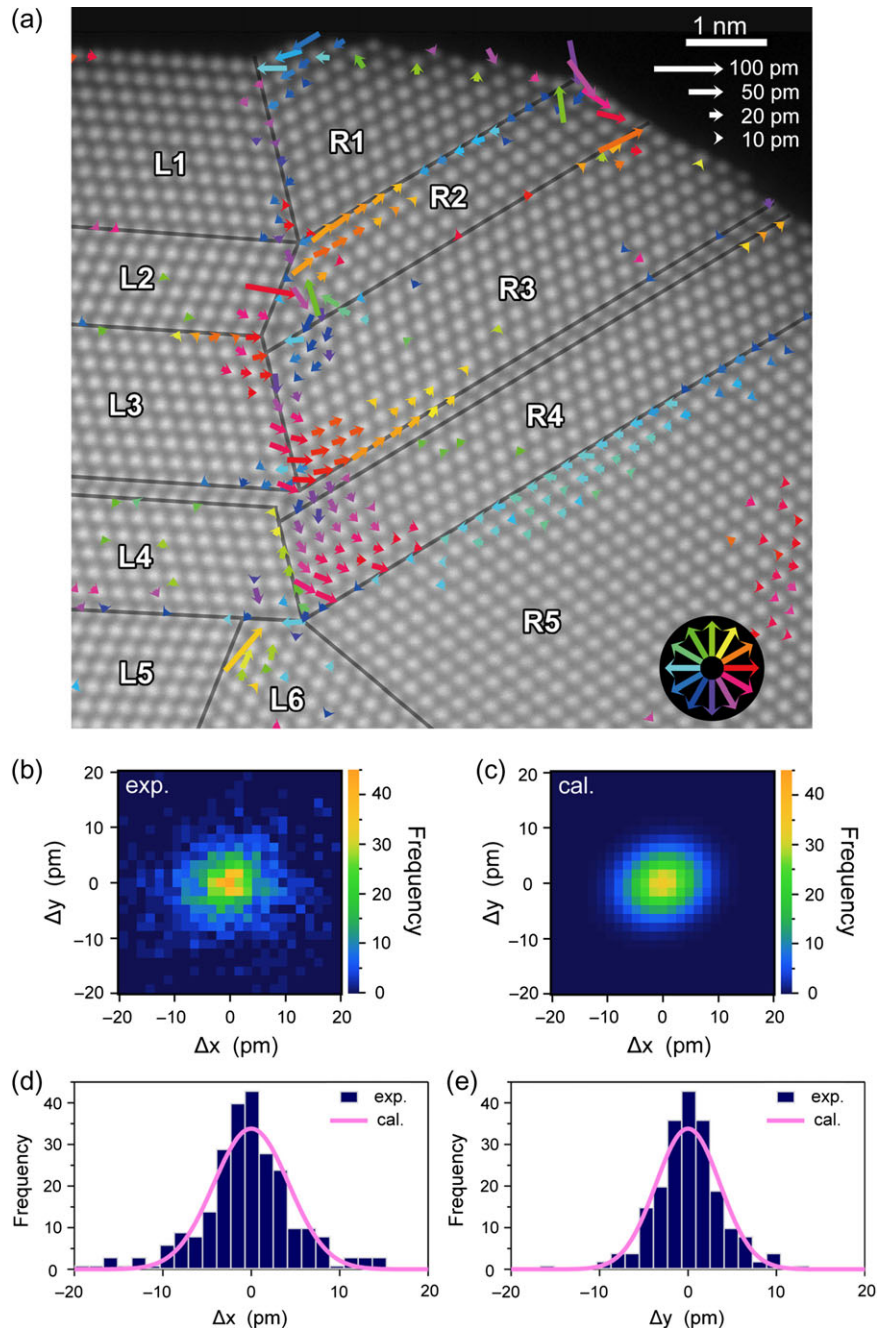 (a)
1 nm
100 pm
50 pm
20 pm
10 pm
L1
R1
R2
L2
R3
L3
R4
L4
R5
L5
L6
(b)
exp.
20
10
0
−10
−20
Δy (pm)
−20 −10 0 10 20
Δx (pm)
40
30
20
10
0
Frequency
(c)
cal.
20
10
0
−10
−20
Δy (pm)
−20 −10 0 10 20
Δx (pm)
40
30
20
10
0
Frequency
(d)
exp.
cal.
40
30
20
10
0
Frequency
−20 −10 0 10 20
Δx (pm)
(e)
exp.
cal.
40
30
20
10
0
Frequency
−20 −10 0 10 20
Δy (pm)